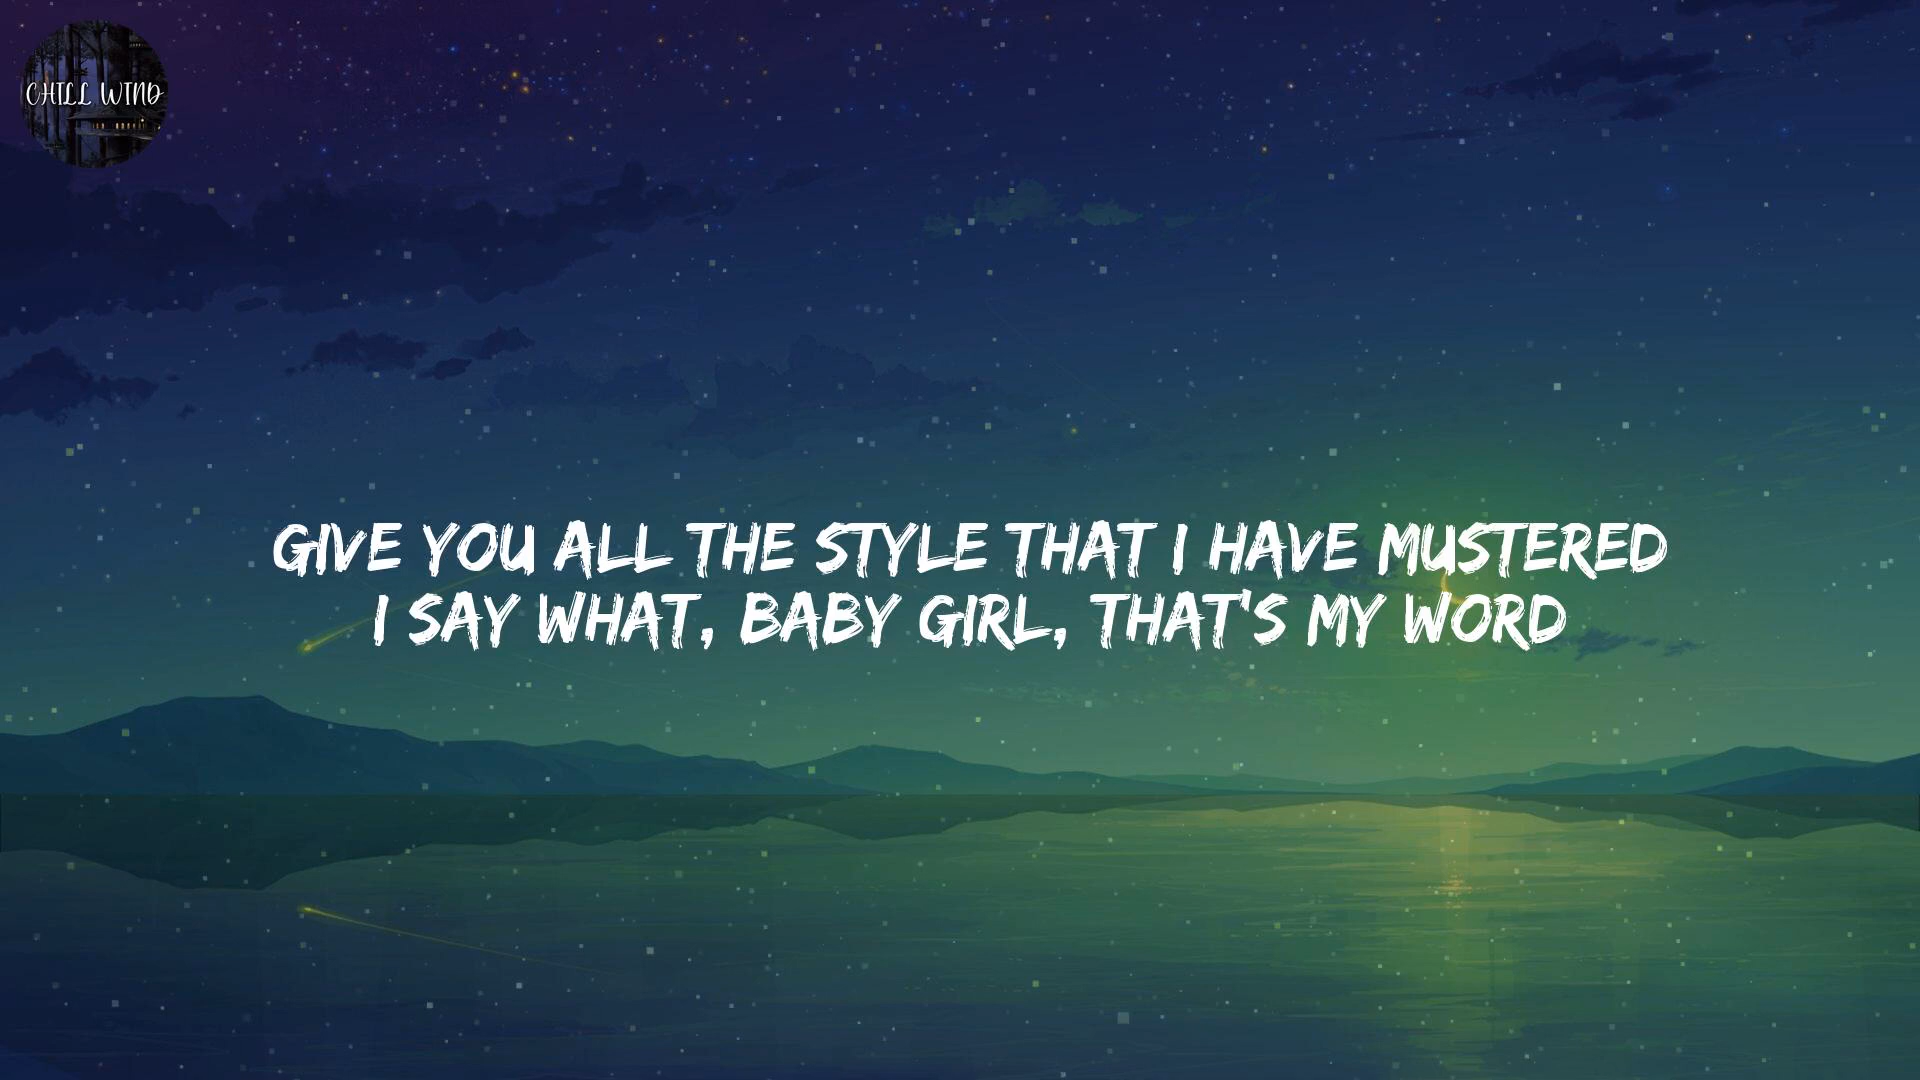 CHILL WIND
GIVE YOU ALL THE STYLE THAT I HAVE MUSTERED
I SAY WHAT, BABY GIRL, THAT'S MY WORD